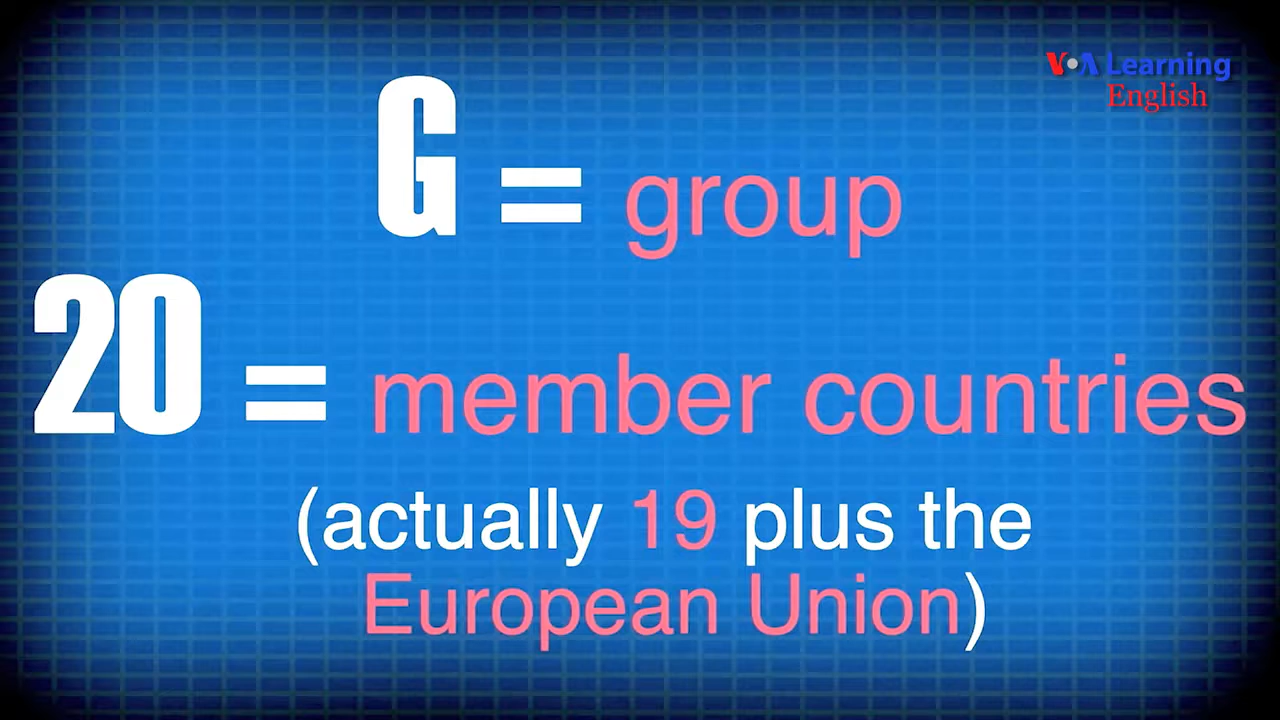 VOA Learning
English
G = group
20 = member countries
(actually 19 plus the
European Union)